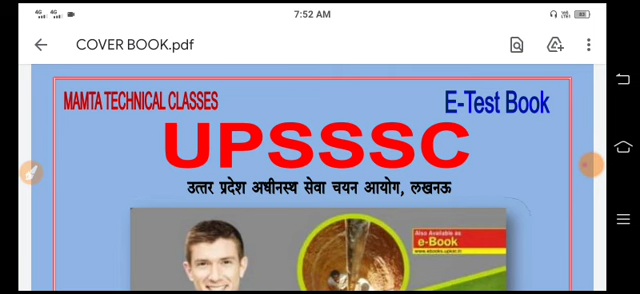 4G 4G 7:52 AM
COVER BOOK.pdf
MAMTA TECHNICAL CLASSES
E-Test Book
UPSSSC
उत्तर प्रदेश अधीनस्थ सेवा चयन आयोग, लखनऊ
Also Available as
e-Book